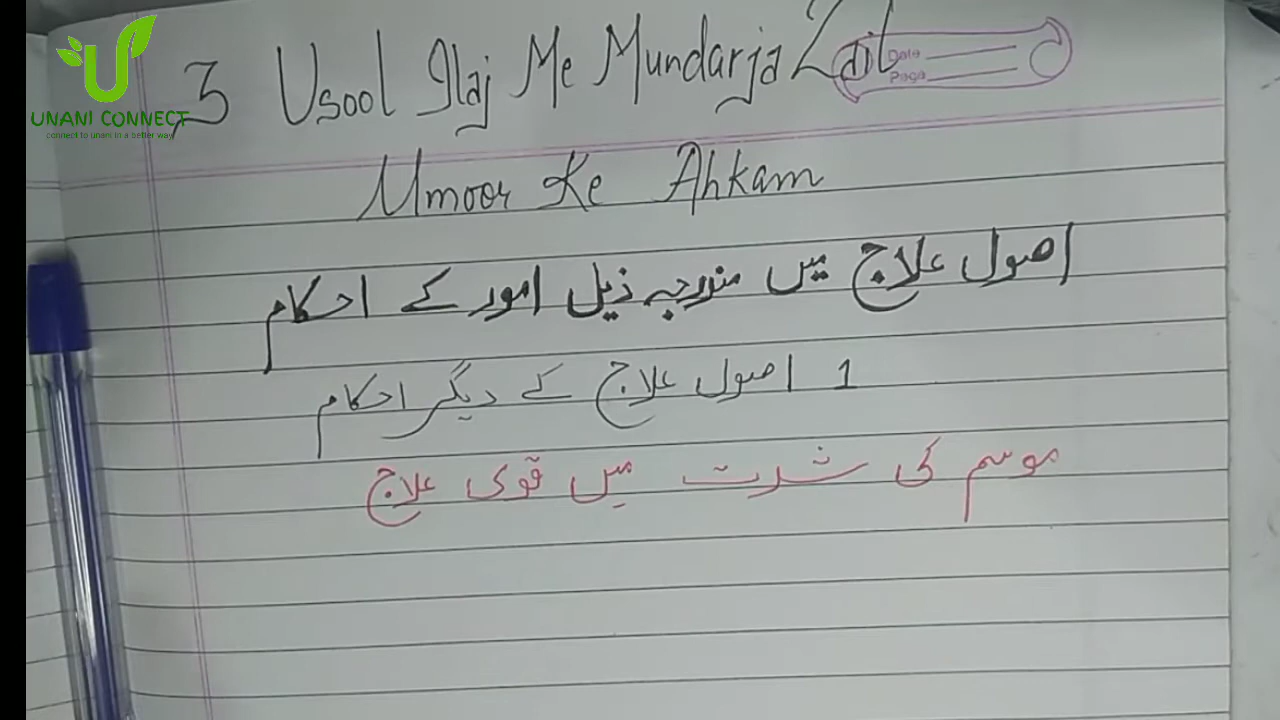 UNANI CONNECT
connect to unani in a better way
Date
Page
3 Usool Ilaj Me Mundarja Zail
Umoor Ke Ahkam
اصول علاج میں مندرجہ ذیل امور کے احکام
1 اصول علاج کے دیگر احکام
موسم کی شدت میں قوی علاج